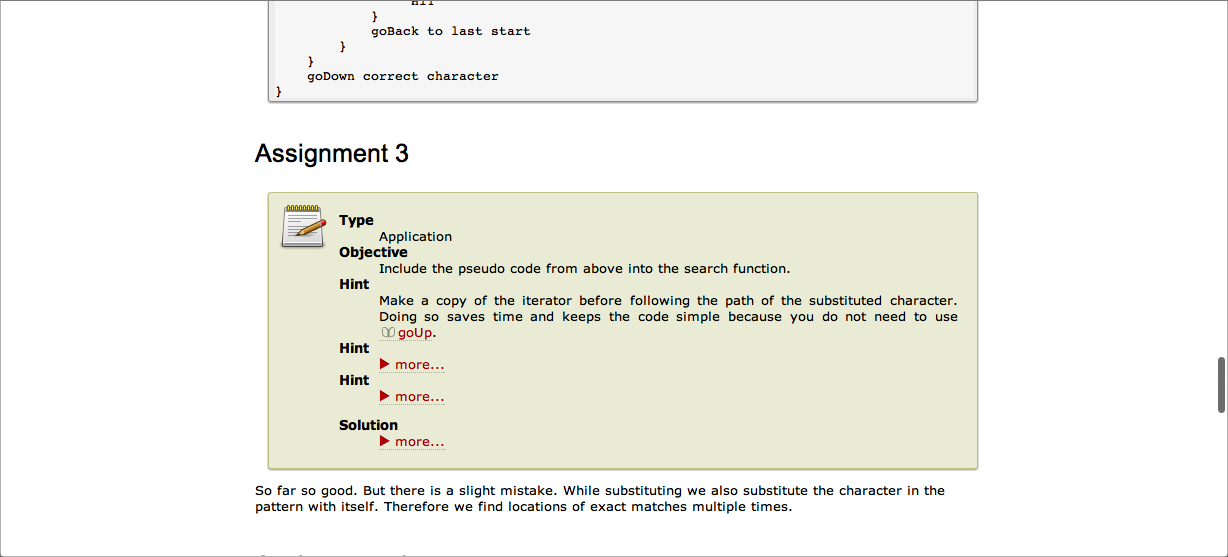 }
goBack to last start
}
}
goDown correct character
}
Assignment 3
Type
Application
Objective
Include the pseudo code from above into the search function.
Hint
Make a copy of the iterator before following the path of the substituted character.
Doing so saves time and keeps the code simple because you do not need to use
goUp.
Hint
more...
Hint
more...
Solution
more...
So far so good. But there is a slight mistake. While substituting we also substitute the character in the
pattern with itself. Therefore we find locations of exact matches multiple times.